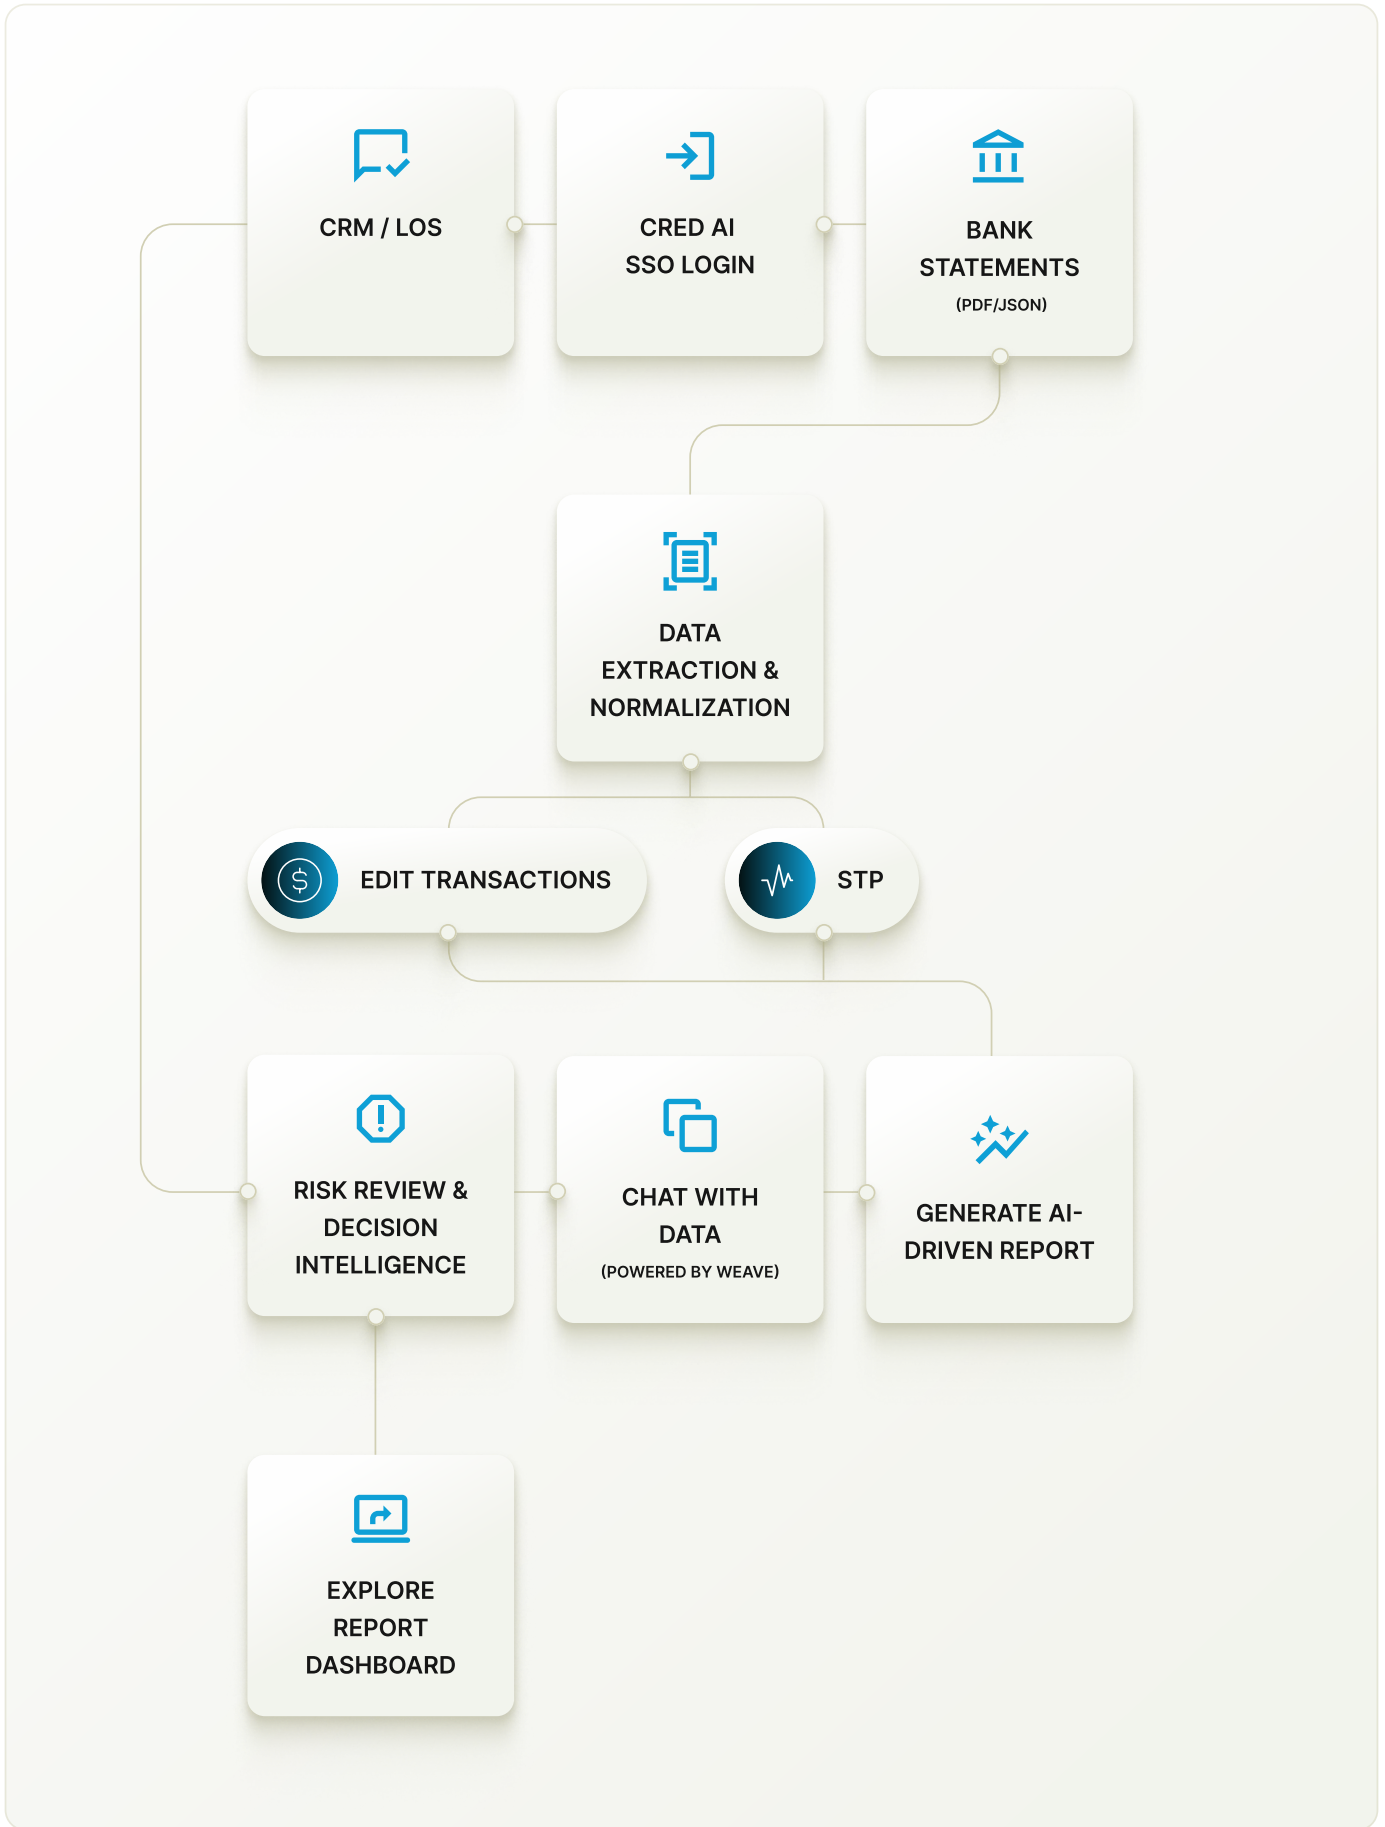 CRM / LOS
CRED AI
SSO LOGIN
BANK
STATEMENTS
(PDF/JSON)
DATA
EXTRACTION &
NORMALIZATION
EDIT TRANSACTIONS
STP
RISK REVIEW &
DECISION
INTELLIGENCE
CHAT WITH
DATA
(POWERED BY WEAVE)
GENERATE AI-
DRIVEN REPORT
EXPLORE
REPORT
DASHBOARD